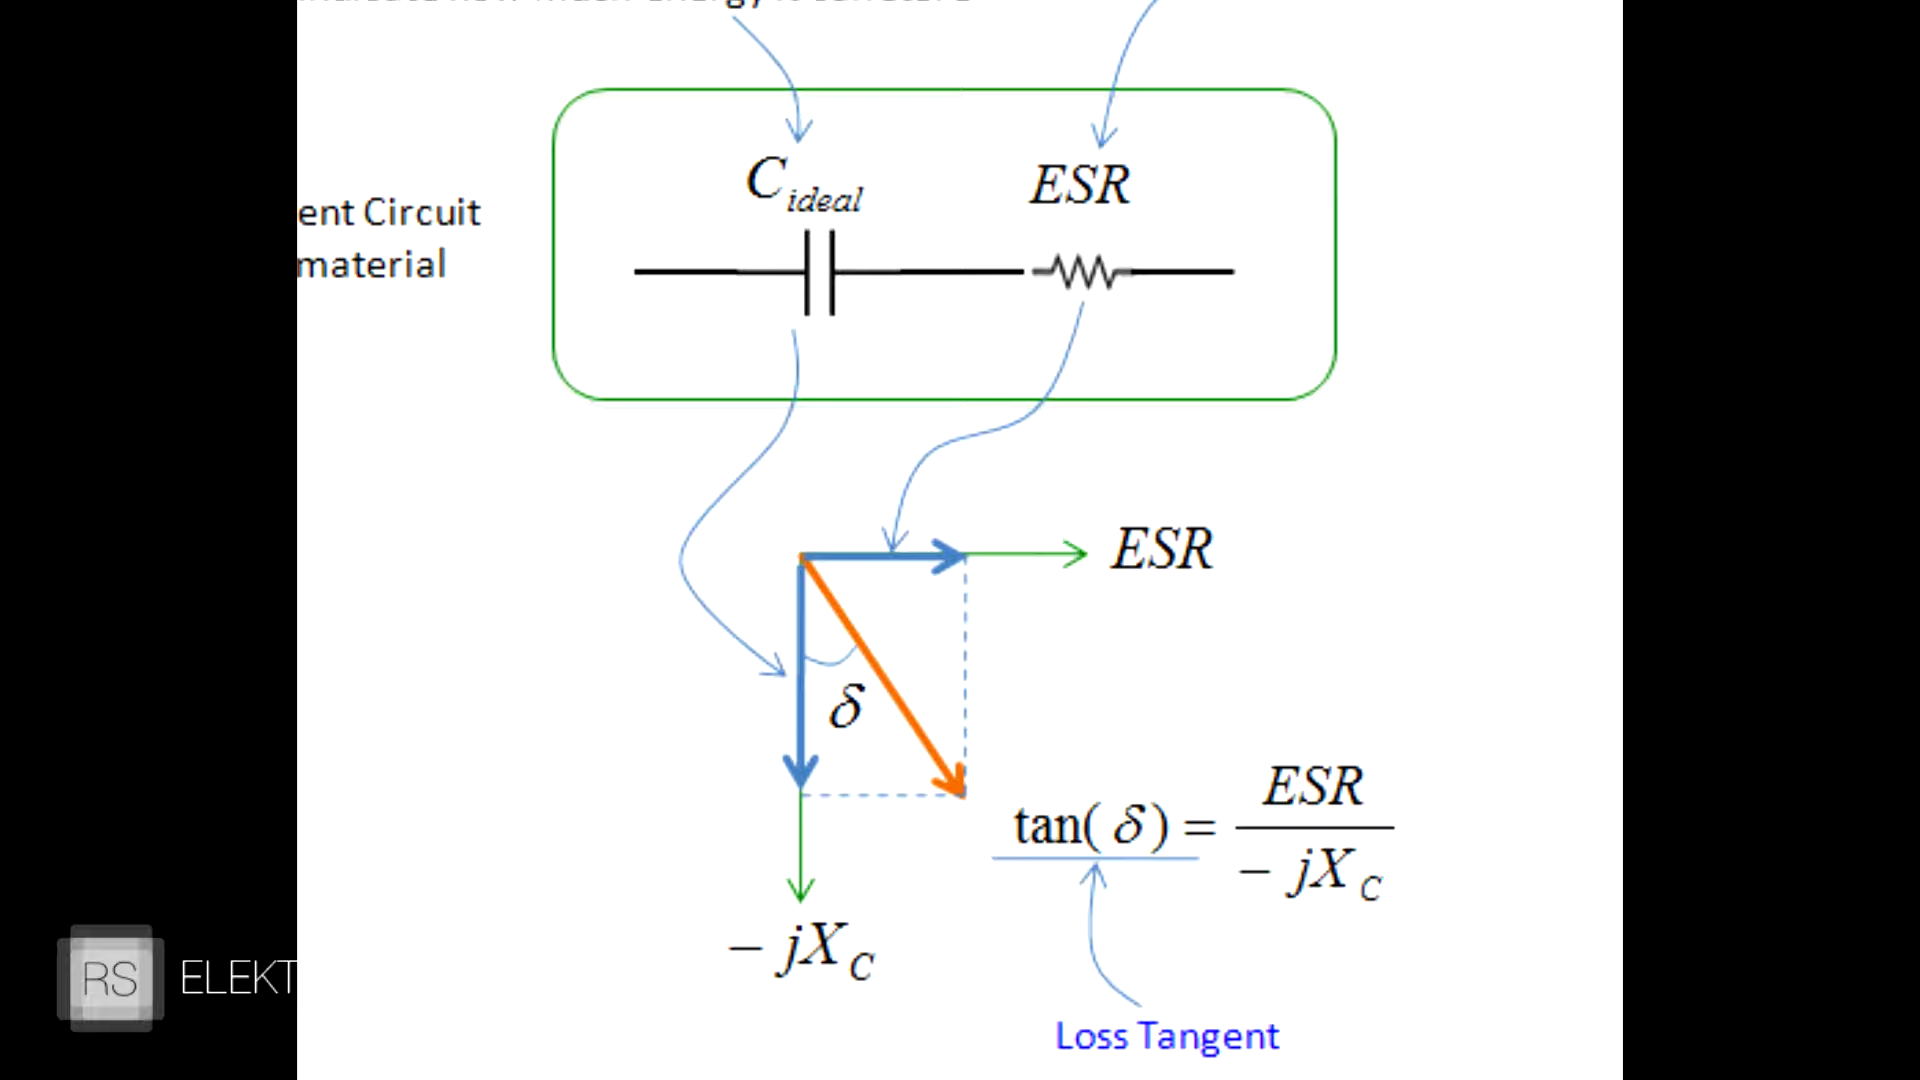 C ideal
ESR
ent Circuit
material
ESR
δ
tan( δ ) = ESR / − jX C
− jX C
RS ELEKT
Loss Tangent